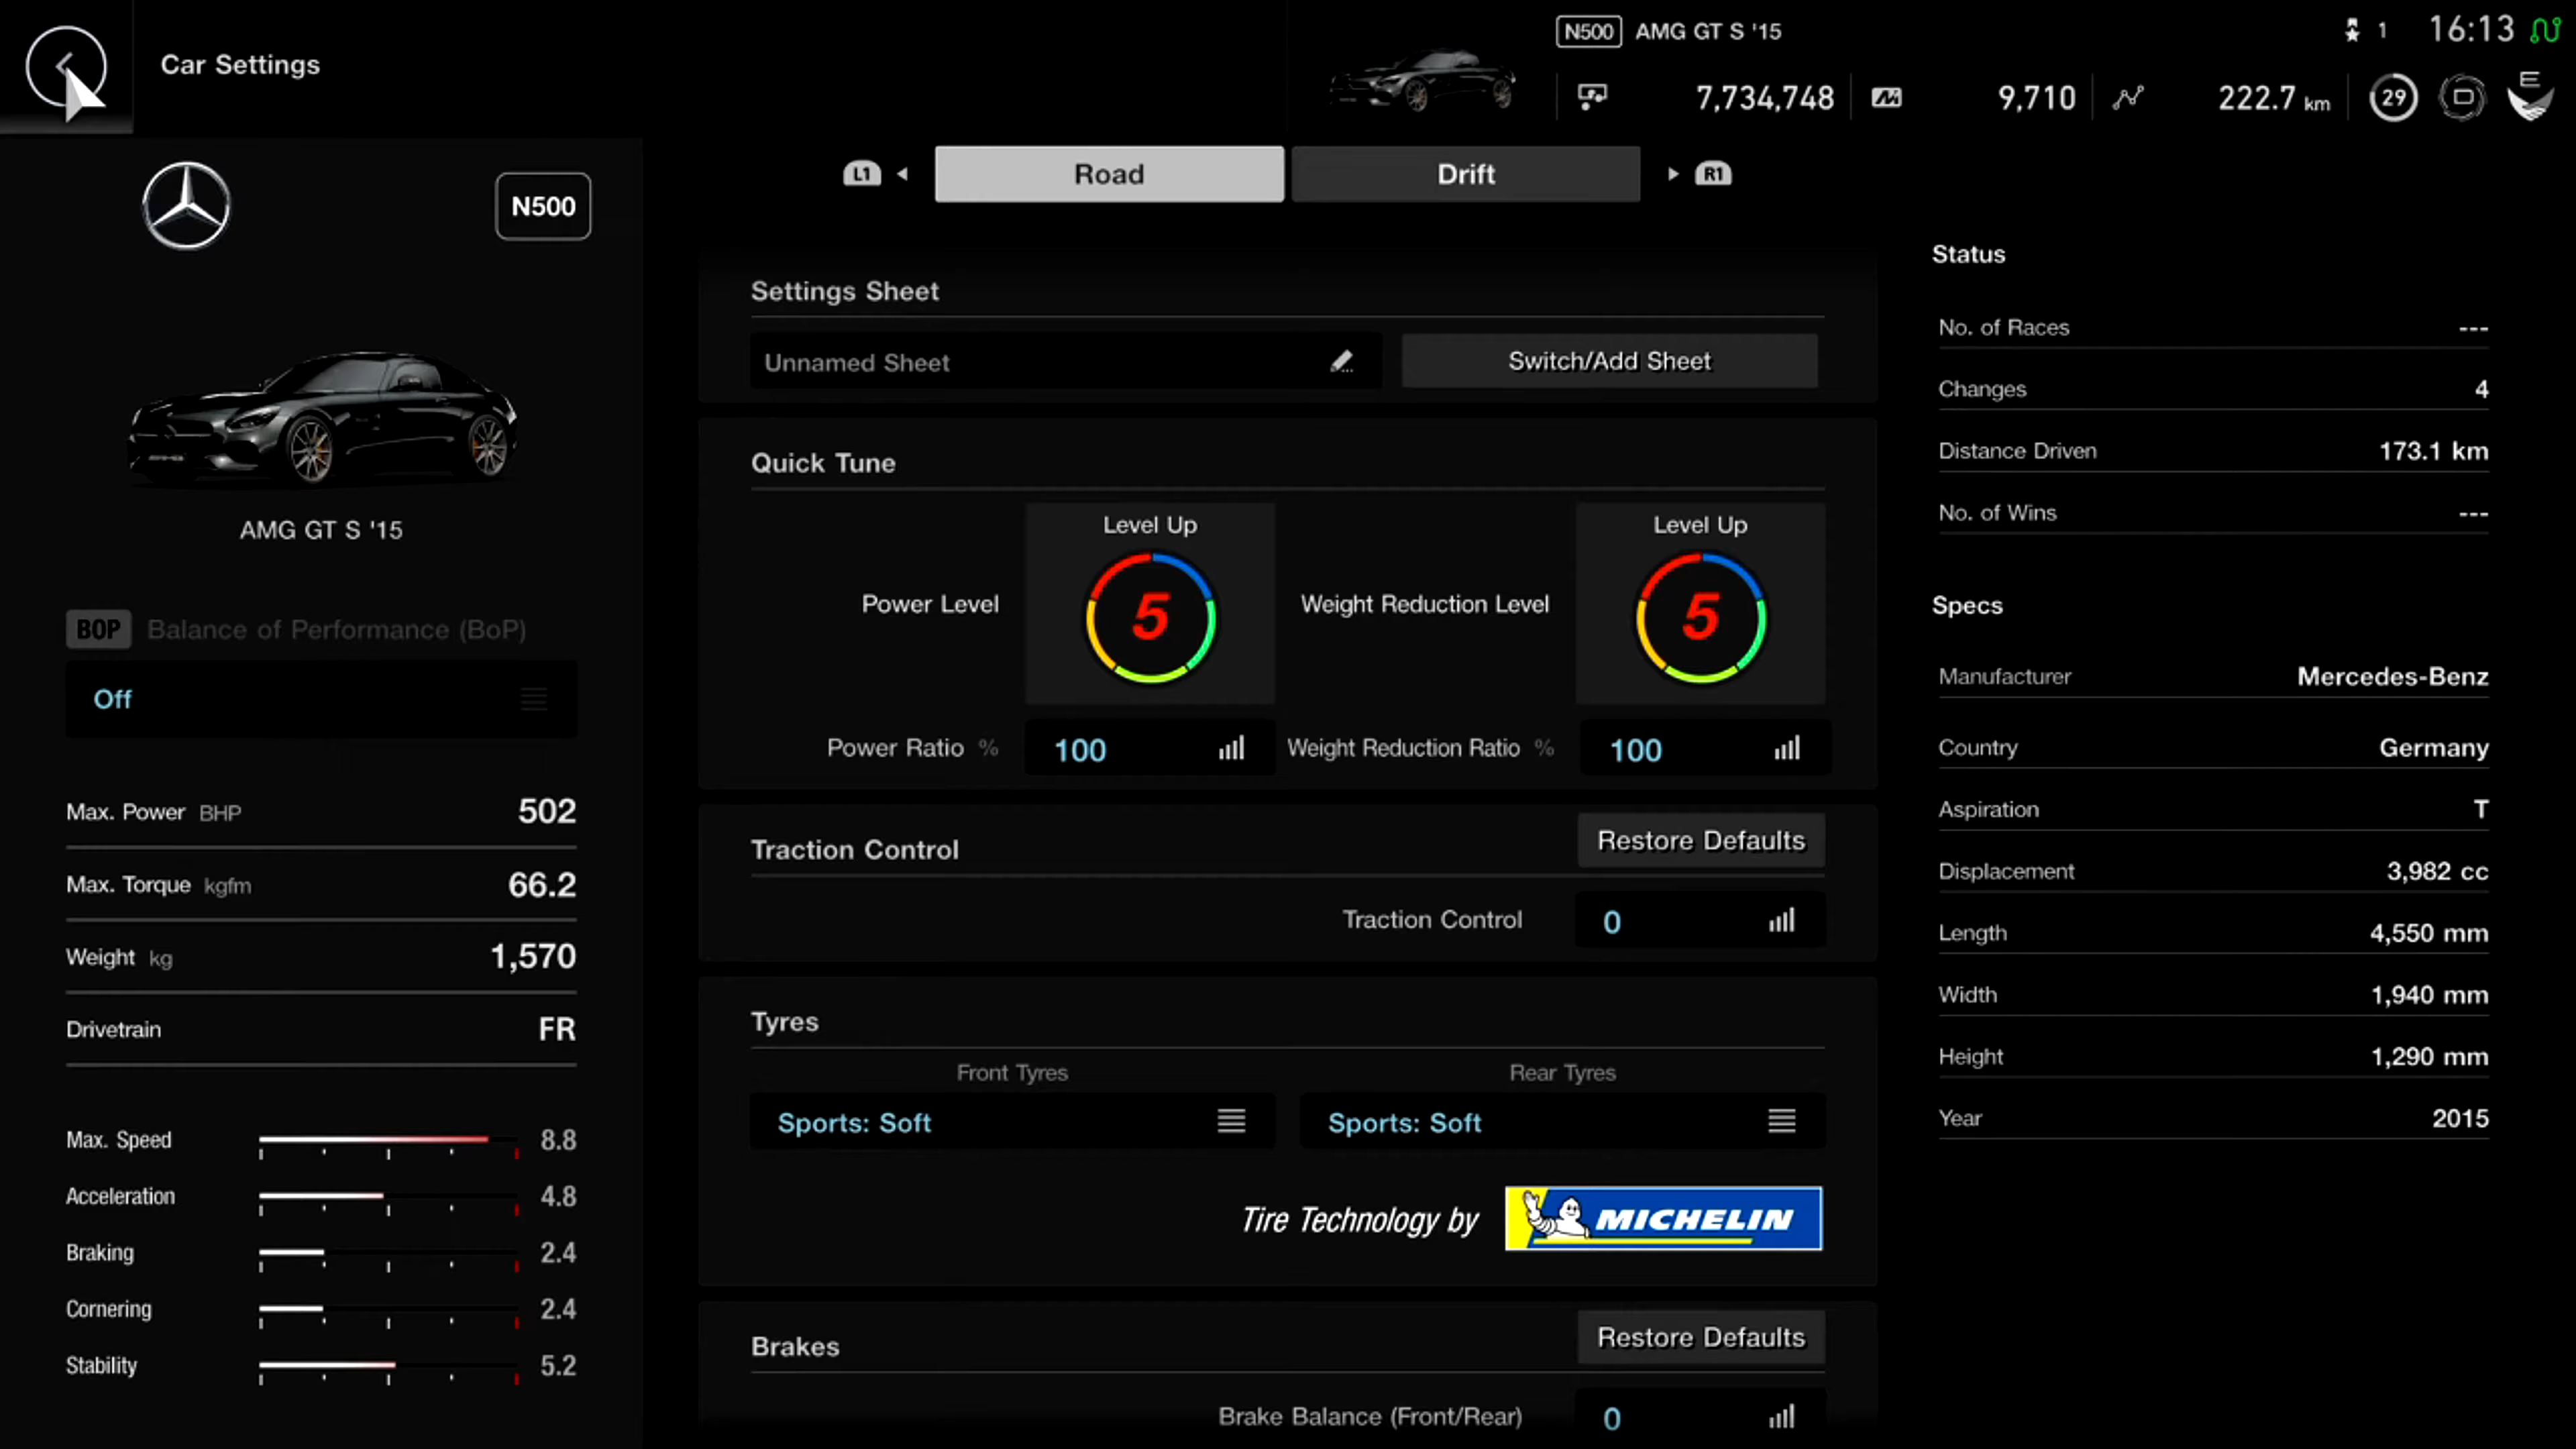 Car Settings
N500 AMG GT S '15
1 16:13
7,734,748 9,710 222.7 km 29 D E
L1 Road Drift R1
N500
AMG GT S '15
BOP Balance of Performance (BoP)
Off
Max. Power BHP 502
Max. Torque kgfm 66.2
Weight kg 1,570
Drivetrain FR
Max. Speed 8.8
Acceleration 4.8
Braking 2.4
Cornering 2.4
Stability 5.2
Settings Sheet
Unnamed Sheet Switch/Add Sheet
Quick Tune
Level Up Level Up
Power Level 5 Weight Reduction Level 5
Power Ratio % 100 Weight Reduction Ratio % 100
Traction Control Restore Defaults
Traction Control 0
Tyres
Front Tyres Rear Tyres
Sports: Soft Sports: Soft
Tire Technology by MICHELIN
Brakes Restore Defaults
Brake Balance (Front/Rear) 0
Status
No. of Races ---
Changes 4
Distance Driven 173.1 km
No. of Wins ---
Specs
Manufacturer Mercedes-Benz
Country Germany
Aspiration T
Displacement 3,982 cc
Length 4,550 mm
Width 1,940 mm
Height 1,290 mm
Year 2015